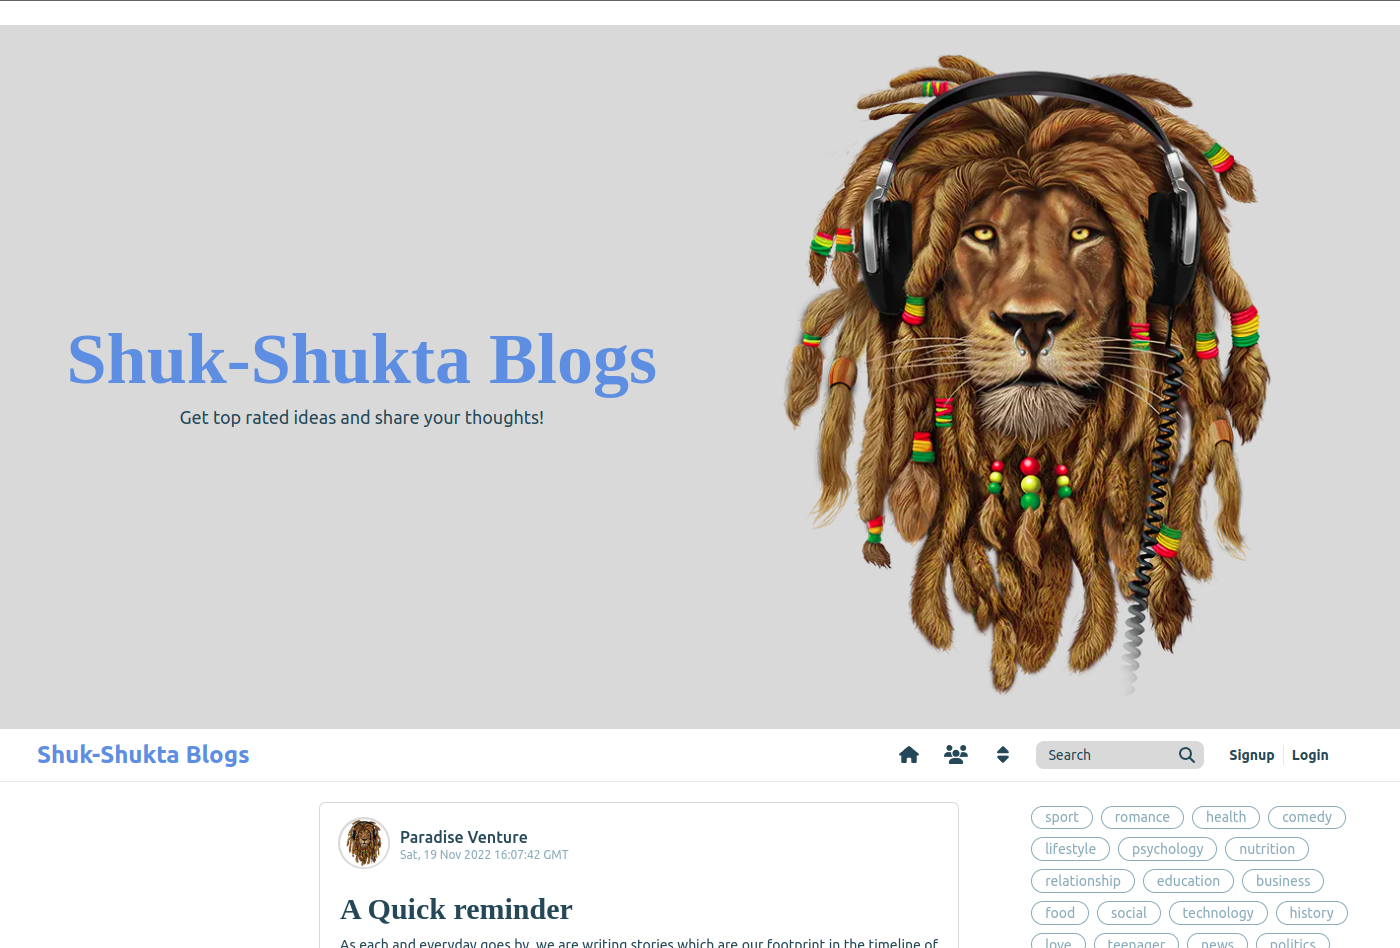 Shuk-Shukta Blogs
Get top rated ideas and share your thoughts!
Shuk-Shukta Blogs
Search
Signup
Login
Paradise Venture
Sat, 19 Nov 2022 16:07:42 GMT
A Quick reminder
As each and everyday goes by, we are writing stories which are our footprint in the timeline of
sport romance health comedy
lifestyle psychology nutrition
relationship education business
food social technology history
love teenager news politics